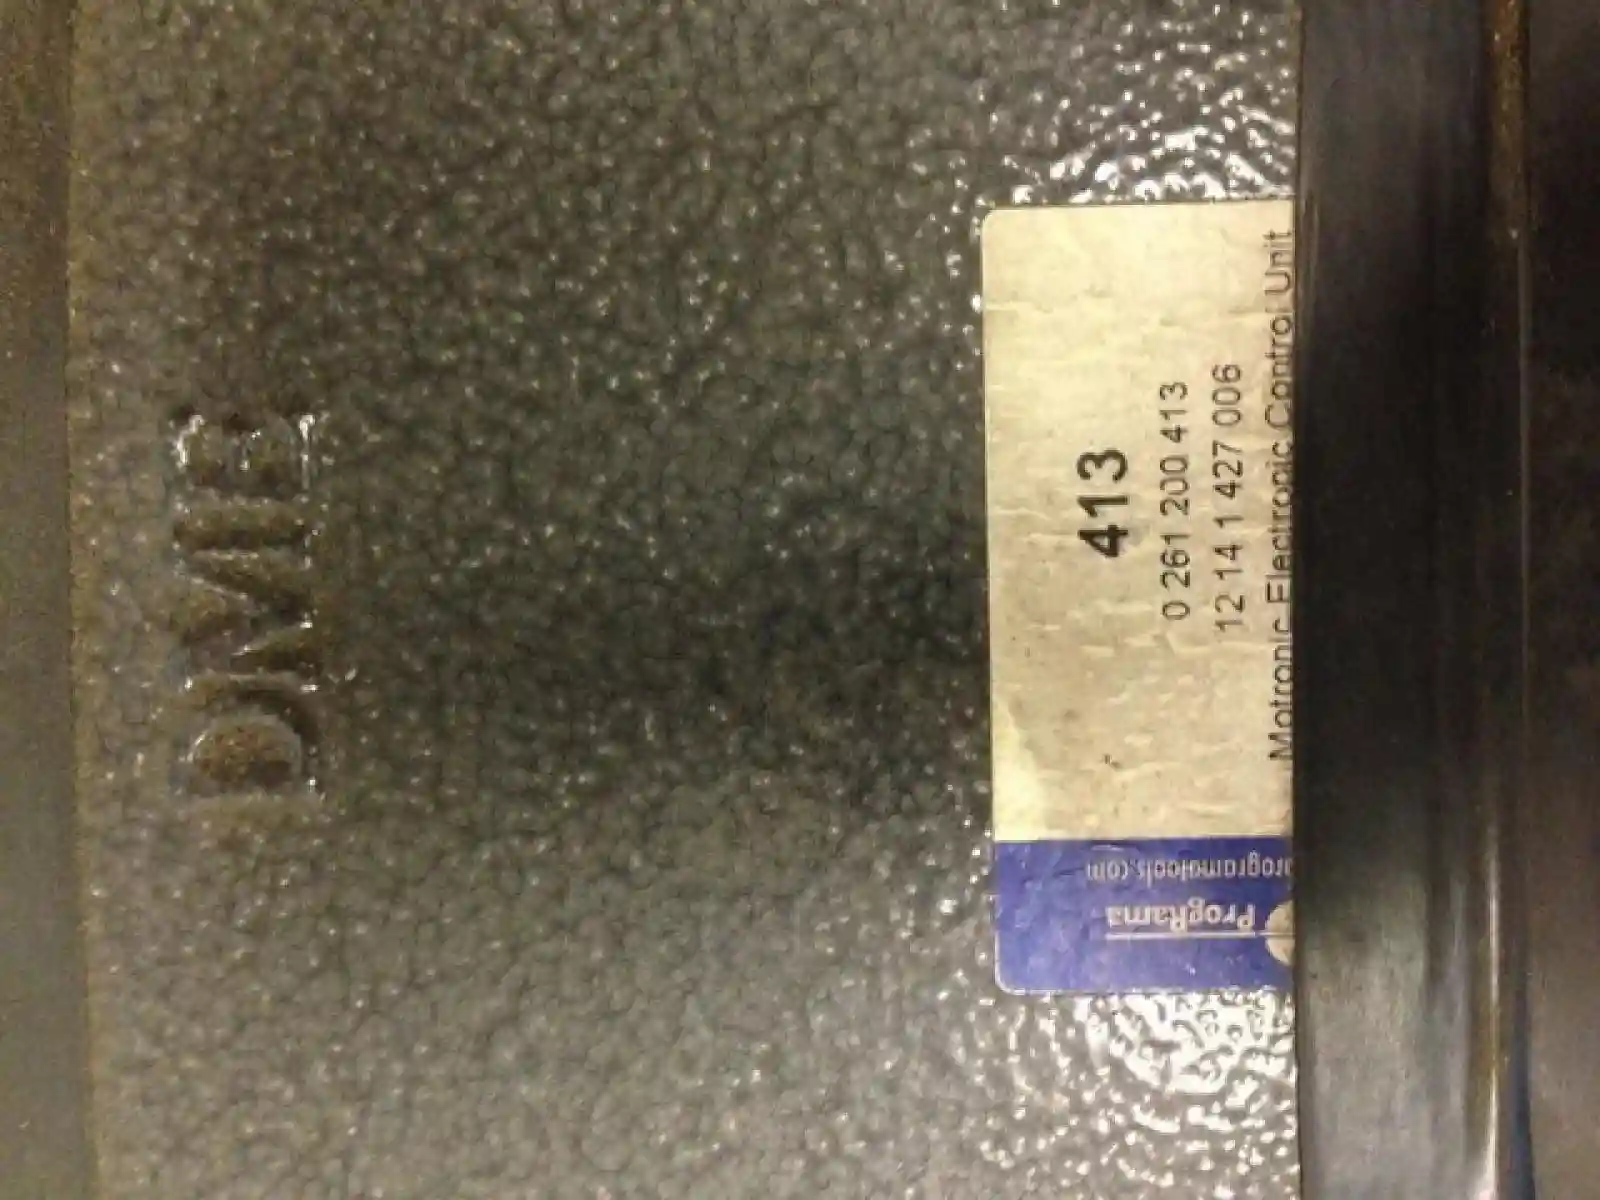 DME
413
0 261 200 413
12 14 1 427 006
Motronic Electronic Control Unit
ProgRama
programatools.com